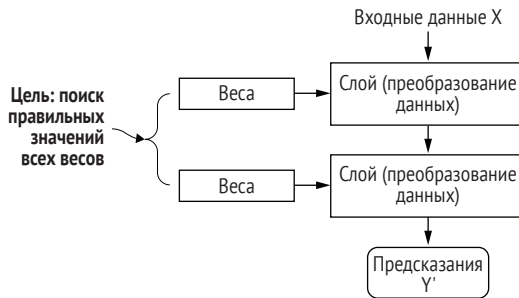 Входные данные X
Цель: поиск
правильных
значений
всех весов
Веса
Слой (преобразование
данных)
Веса
Слой (преобразование
данных)
Предсказания
Y'